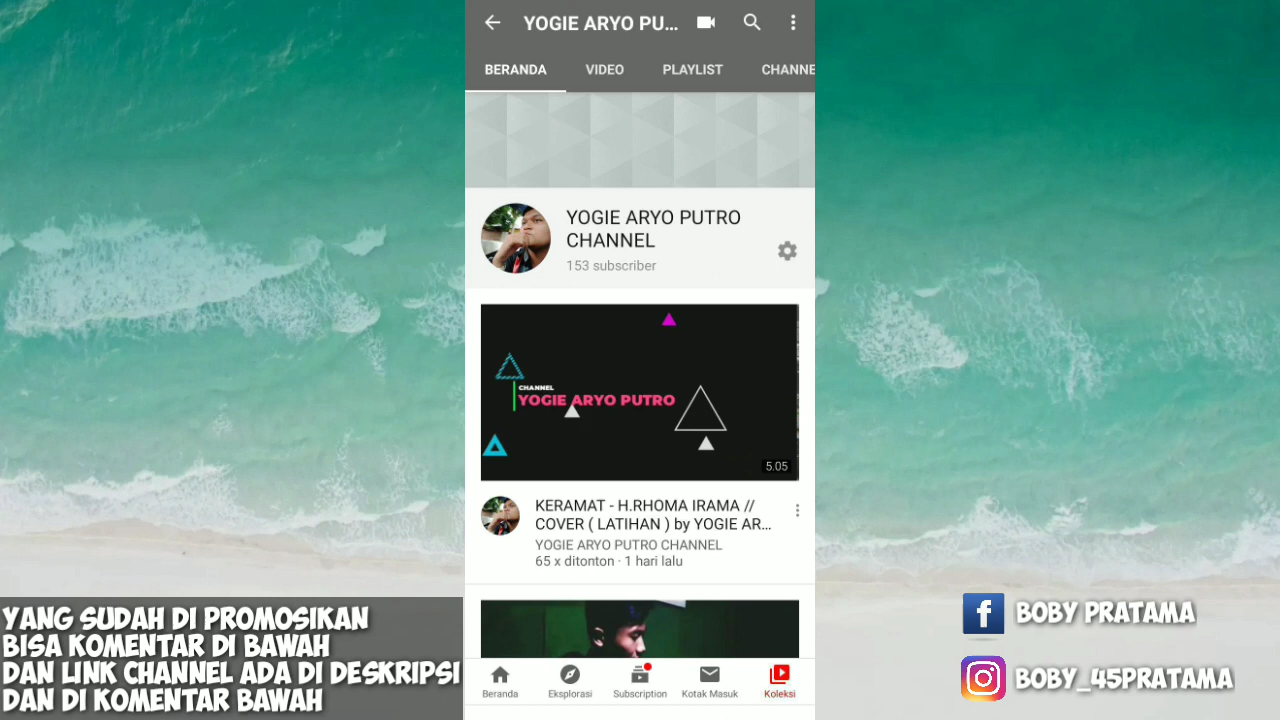 YOGIE ARYO PU...
BERANDA VIDEO PLAYLIST CHANNE
YOGIE ARYO PUTRO
CHANNEL
153 subscriber
CHANNEL
YOGIE ARYO PUTRO
5.05
KERAMAT - H.RHOMA IRAMA //
COVER ( LATIHAN ) by YOGIE AR...
YOGIE ARYO PUTRO CHANNEL
65 x ditonton · 1 hari lalu
Beranda Eksplorasi Subscription Kotak Masuk Koleksi
YANG SUDAH DI PROMOSIKAN
BISA KOMENTAR DI BAWAH
DAN LINK CHANNEL ADA DI DESKRIPSI
DAN DI KOMENTAR BAWAH
f BOBY PRATAMA
BOBY_45PRATAMA